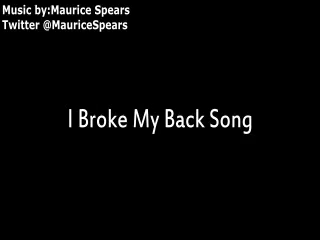 Music by:Maurice Spears
Twitter @MauriceSpears
I Broke My Back Song